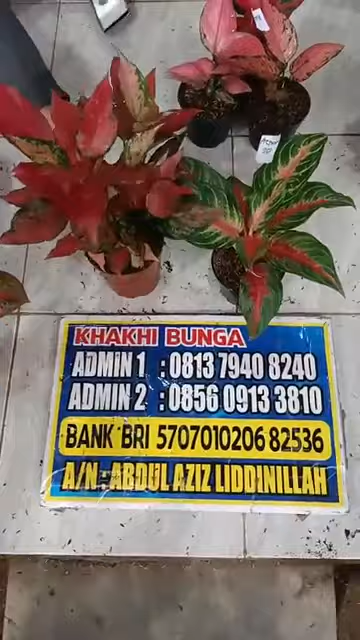 KHAKHI BUNGA
ADMIN 1 : 0813 7940 8240
ADMIN 2 : 0856 0913 3810
BANK BRI 5707010206 82536
A/N : ABDUL AZIZ LIDDINILLAH